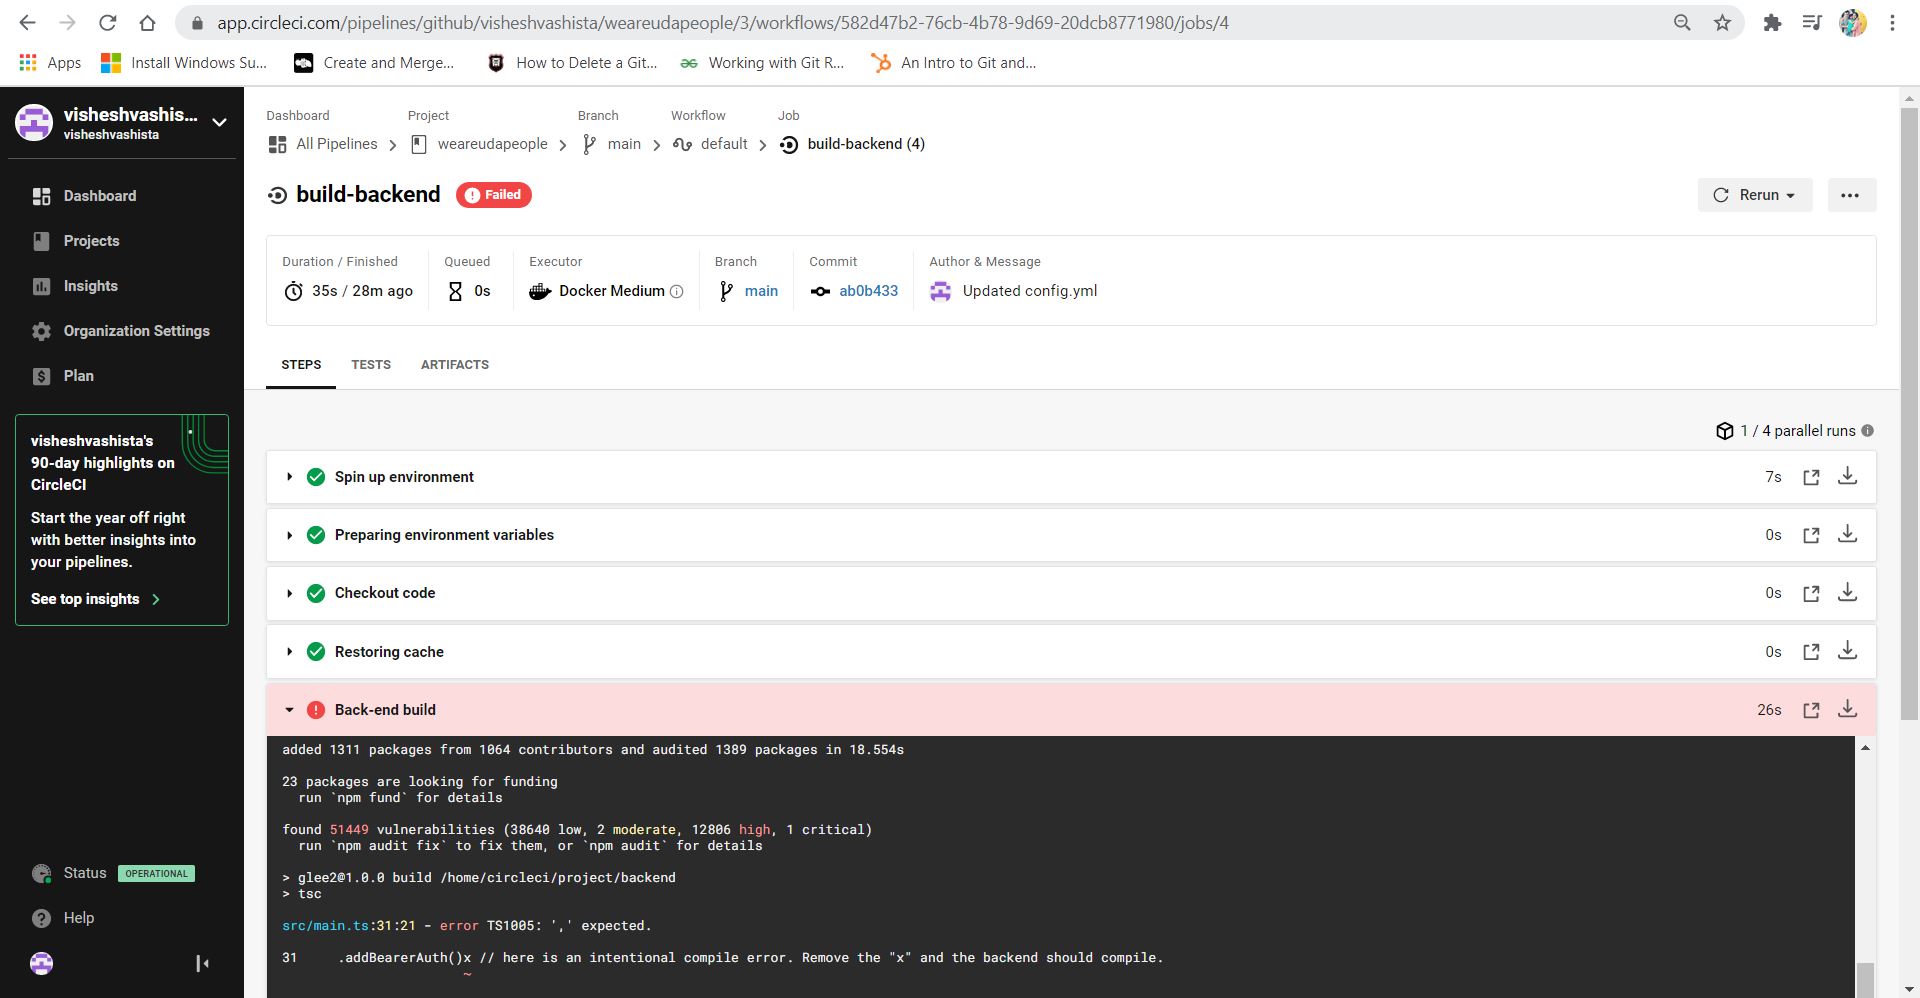 app.circleci.com/pipelines/github/visheshvashista/weareudapeople/3/workflows/582d47b2-76cb-4b78-9d69-20dcb8771980/jobs/4
Apps Install Windows Su... Create and Merge... How to Delete a Git... Working with Git R... An Intro to Git and...
visheshvashis...
visheshvashista
Dashboard
Projects
Insights
Organization Settings
Plan
visheshvashista's
90-day highlights on
CircleCI
Start the year off right
with better insights into
your pipelines.
See top insights
Status OPERATIONAL
Help
Dashboard Project Branch Workflow Job
All Pipelines weareudapeople main default build-backend (4)
build-backend Failed
Rerun
Duration / Finished Queued Executor Branch Commit Author & Message
35s / 28m ago 0s Docker Medium main ab0b433 Updated config.yml
STEPS TESTS ARTIFACTS
1 / 4 parallel runs
Spin up environment 7s
Preparing environment variables 0s
Checkout code 0s
Restoring cache 0s
Back-end build 26s
added 1311 packages from 1064 contributors and audited 1389 packages in 18.554s
23 packages are looking for funding
run `npm fund` for details
found 51449 vulnerabilities (38640 low, 2 moderate, 12806 high, 1 critical)
run `npm audit fix` to fix them, or `npm audit` for details
> glee2@1.0.0 build /home/circleci/project/backend
> tsc
src/main.ts:31:21 - error TS1005: ',' expected.
31 .addBearerAuth()x // here is an intentional compile error. Remove the "x" and the backend should compile.
~